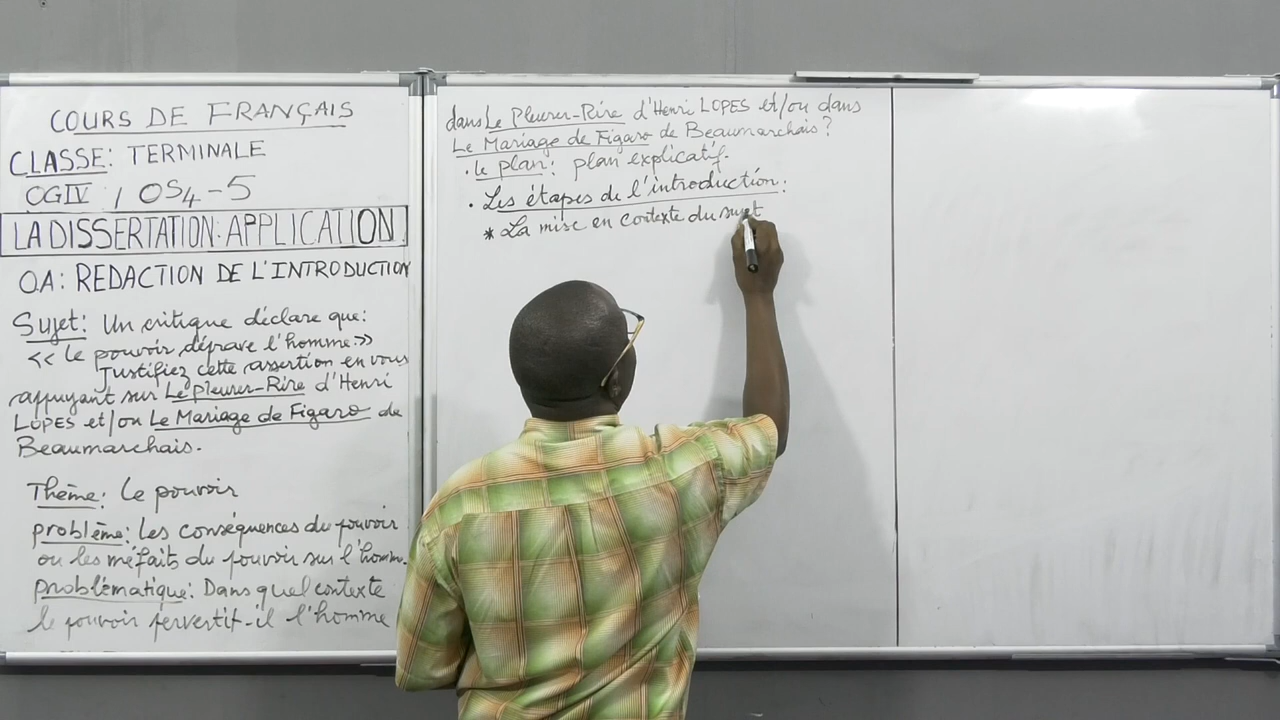 COURS DE FRANÇAIS
CLASSE: TERMINALE
OGIV / OS4-5
LA DISSERTATION: APPLICATION
OA: REDACTION DE L'INTRODUCTION
Sujet: Un critique déclare que:
<< Le pouvoir déprave l'homme.>>
Justifiez cette assertion en vous
appuyant sur Le Pleurer-Rire d'Henri
LOPES et/ou Le Mariage de Figaro de
Beaumarchais.
Thème: Le pouvoir
problème: Les conséquences du pouvoir
ou les méfaits du pouvoir sur l'homme.
problématique: Dans quel contexte
le pouvoir pervertit-il l'homme
dans Le Pleurer-Rire d'Henri LOPES et/ou dans
Le Mariage de Figaro de Beaumarchais?
. le plan: plan explicatif.
. Les étapes de l'introduction:
* La mise en contexte du sujet